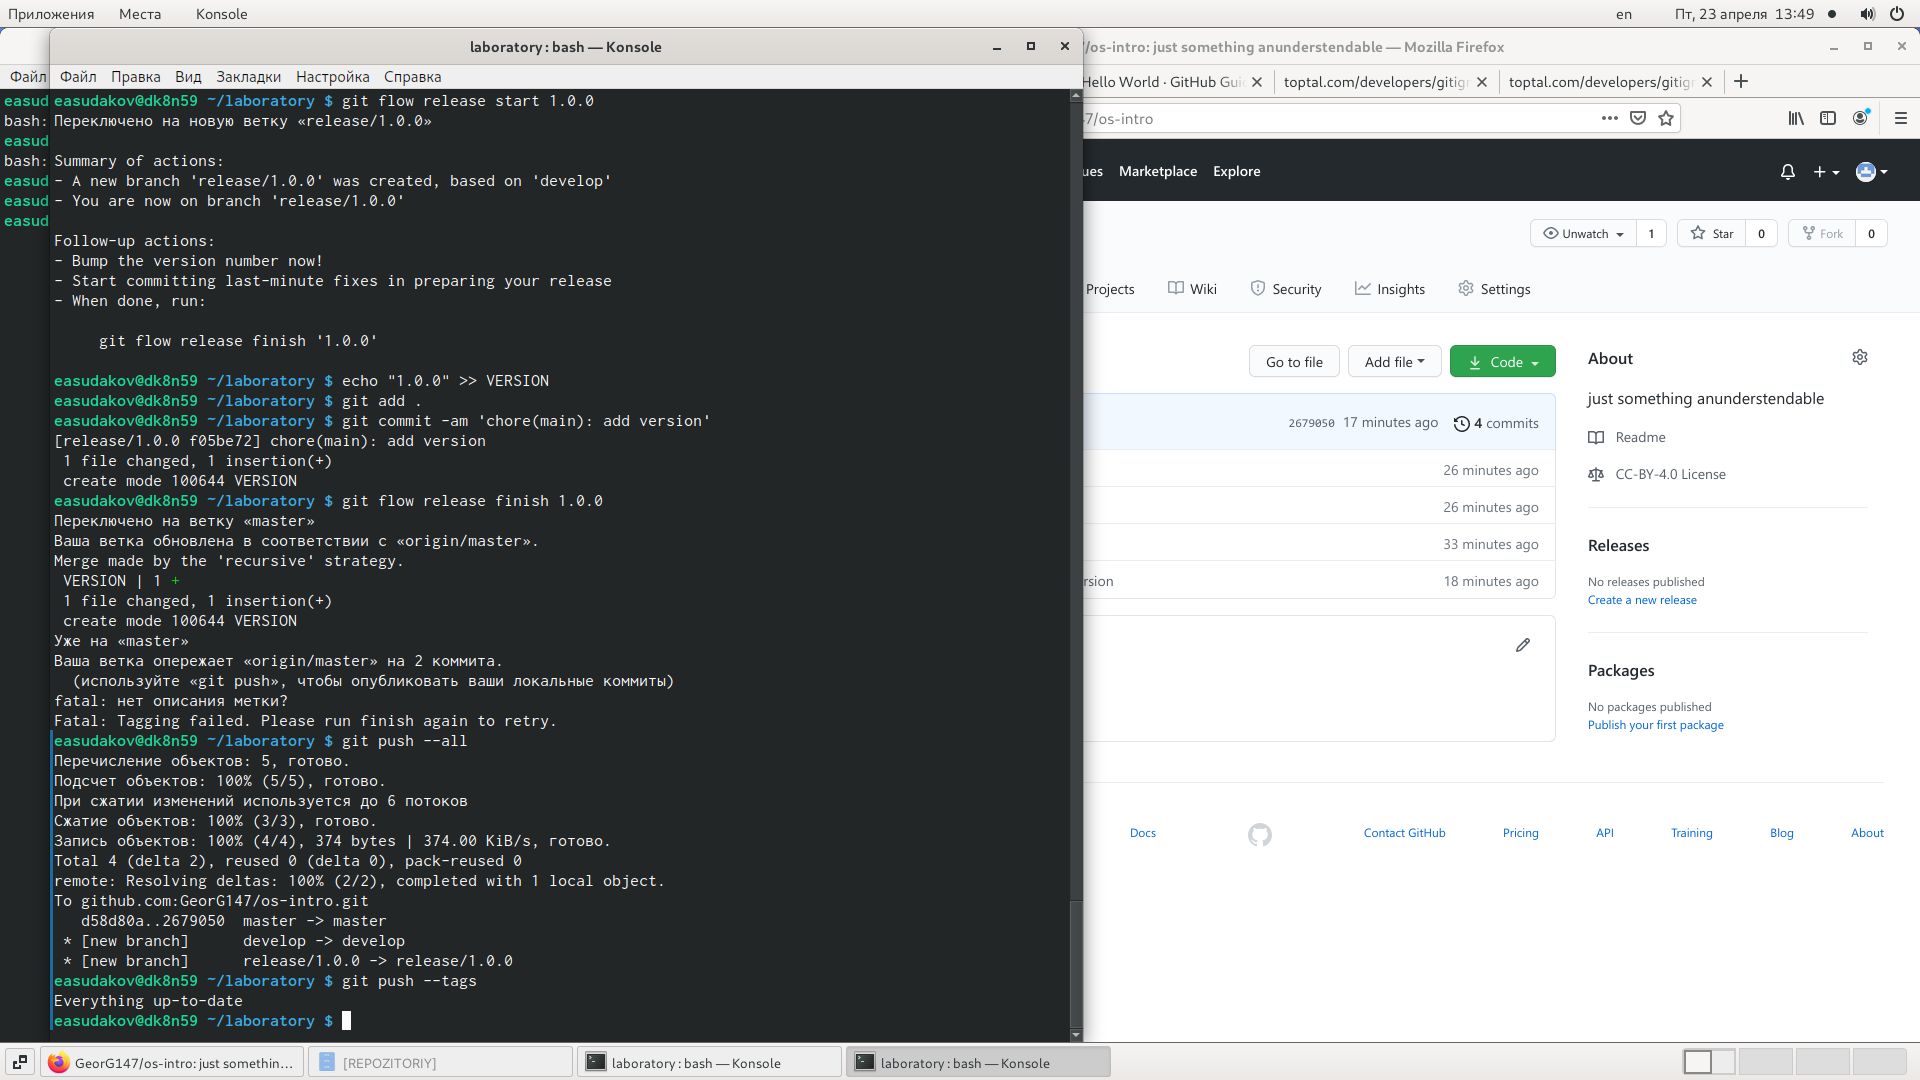 Приложения Места Konsole en Пт, 23 апреля 13:49
laboratory : bash — Konsole
/os-intro: just something anunderstendable — Mozilla Firefox
Файл
Файл Правка Вид Закладки Настройка Справка
Hello World · GitHub Gui
toptal.com/developers/gitig
toptal.com/developers/gitig
7/os-intro
easud
bash:
easud
bash:
easud
easud
easud
easudakov@dk8n59 ~/laboratory $ git flow release start 1.0.0
Переключено на новую ветку «release/1.0.0»
Summary of actions:
- A new branch 'release/1.0.0' was created, based on 'develop'
- You are now on branch 'release/1.0.0'
Follow-up actions:
- Bump the version number now!
- Start committing last-minute fixes in preparing your release
- When done, run:
git flow release finish '1.0.0'
easudakov@dk8n59 ~/laboratory $ echo "1.0.0" >> VERSION
easudakov@dk8n59 ~/laboratory $ git add .
easudakov@dk8n59 ~/laboratory $ git commit -am 'chore(main): add version'
[release/1.0.0 f05be72] chore(main): add version
1 file changed, 1 insertion(+)
create mode 100644 VERSION
easudakov@dk8n59 ~/laboratory $ git flow release finish 1.0.0
Переключено на ветку «master»
Ваша ветка обновлена в соответствии с «origin/master».
Merge made by the 'recursive' strategy.
VERSION | 1 +
1 file changed, 1 insertion(+)
create mode 100644 VERSION
Уже на «master»
Ваша ветка опережает «origin/master» на 2 коммита.
(используйте «git push», чтобы опубликовать ваши локальные коммиты)
fatal: нет описания метки?
Fatal: Tagging failed. Please run finish again to retry.
easudakov@dk8n59 ~/laboratory $ git push --all
Перечисление объектов: 5, готово.
Подсчет объектов: 100% (5/5), готово.
При сжатии изменений используется до 6 потоков
Сжатие объектов: 100% (3/3), готово.
Запись объектов: 100% (4/4), 374 bytes | 374.00 KiB/s, готово.
Total 4 (delta 2), reused 0 (delta 0), pack-reused 0
remote: Resolving deltas: 100% (2/2), completed with 1 local object.
To github.com:GeorG147/os-intro.git
d58d80a..2679050 master -> master
* [new branch] develop -> develop
* [new branch] release/1.0.0 -> release/1.0.0
easudakov@dk8n59 ~/laboratory $ git push --tags
Everything up-to-date
easudakov@dk8n59 ~/laboratory $
ues Marketplace Explore
Unwatch 1 Star 0 Fork 0
Projects Wiki Security Insights Settings
Go to file Add file Code
2679050 17 minutes ago 4 commits
26 minutes ago
26 minutes ago
33 minutes ago
rsion 18 minutes ago
About
just something anunderstendable
Readme
CC-BY-4.0 License
Releases
No releases published
Create a new release
Packages
No packages published
Publish your first package
Docs Contact GitHub Pricing API Training Blog About
GeorG147/os-intro: just somethin... [REPOZITORIY] laboratory : bash — Konsole laboratory : bash — Konsole